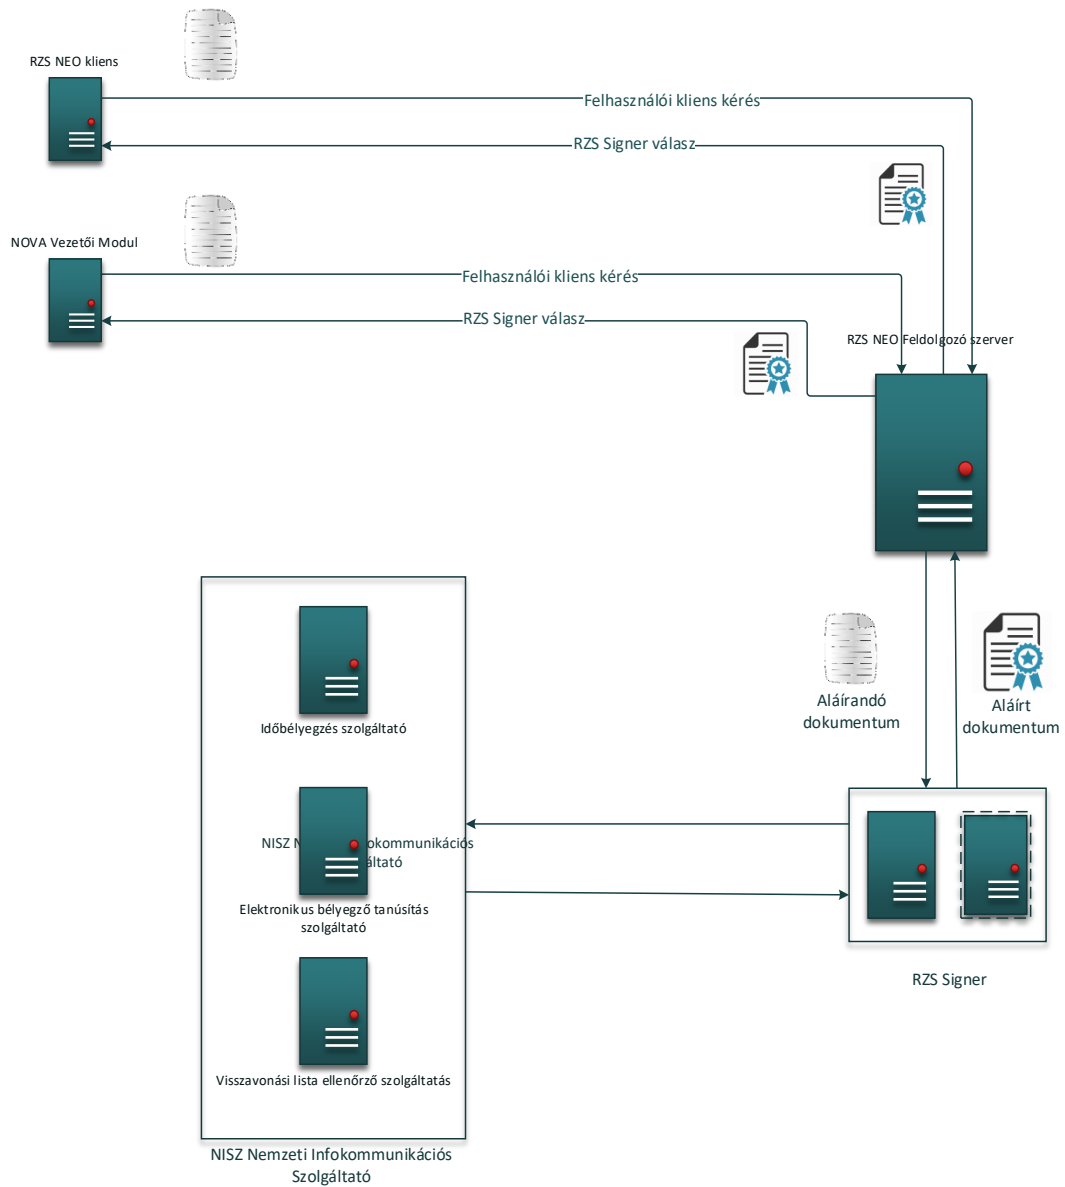 RZS NEO kliens
Felhasználói kliens kérés
RZS Signer válasz
NOVA Vezetői Modul
Felhasználói kliens kérés
RZS Signer válasz
RZS NEO Feldolgozó szerver
Aláírandó
dokumentum
Aláírt
dokumentum
Időbélyegzés szolgáltató
NISZ
Elektronikus bélyegző tanúsítás
szolgáltató
Visszavonási lista ellenőrző szolgáltatás
RZS Signer
NISZ Nemzeti Infokommunikációs
Szolgáltató